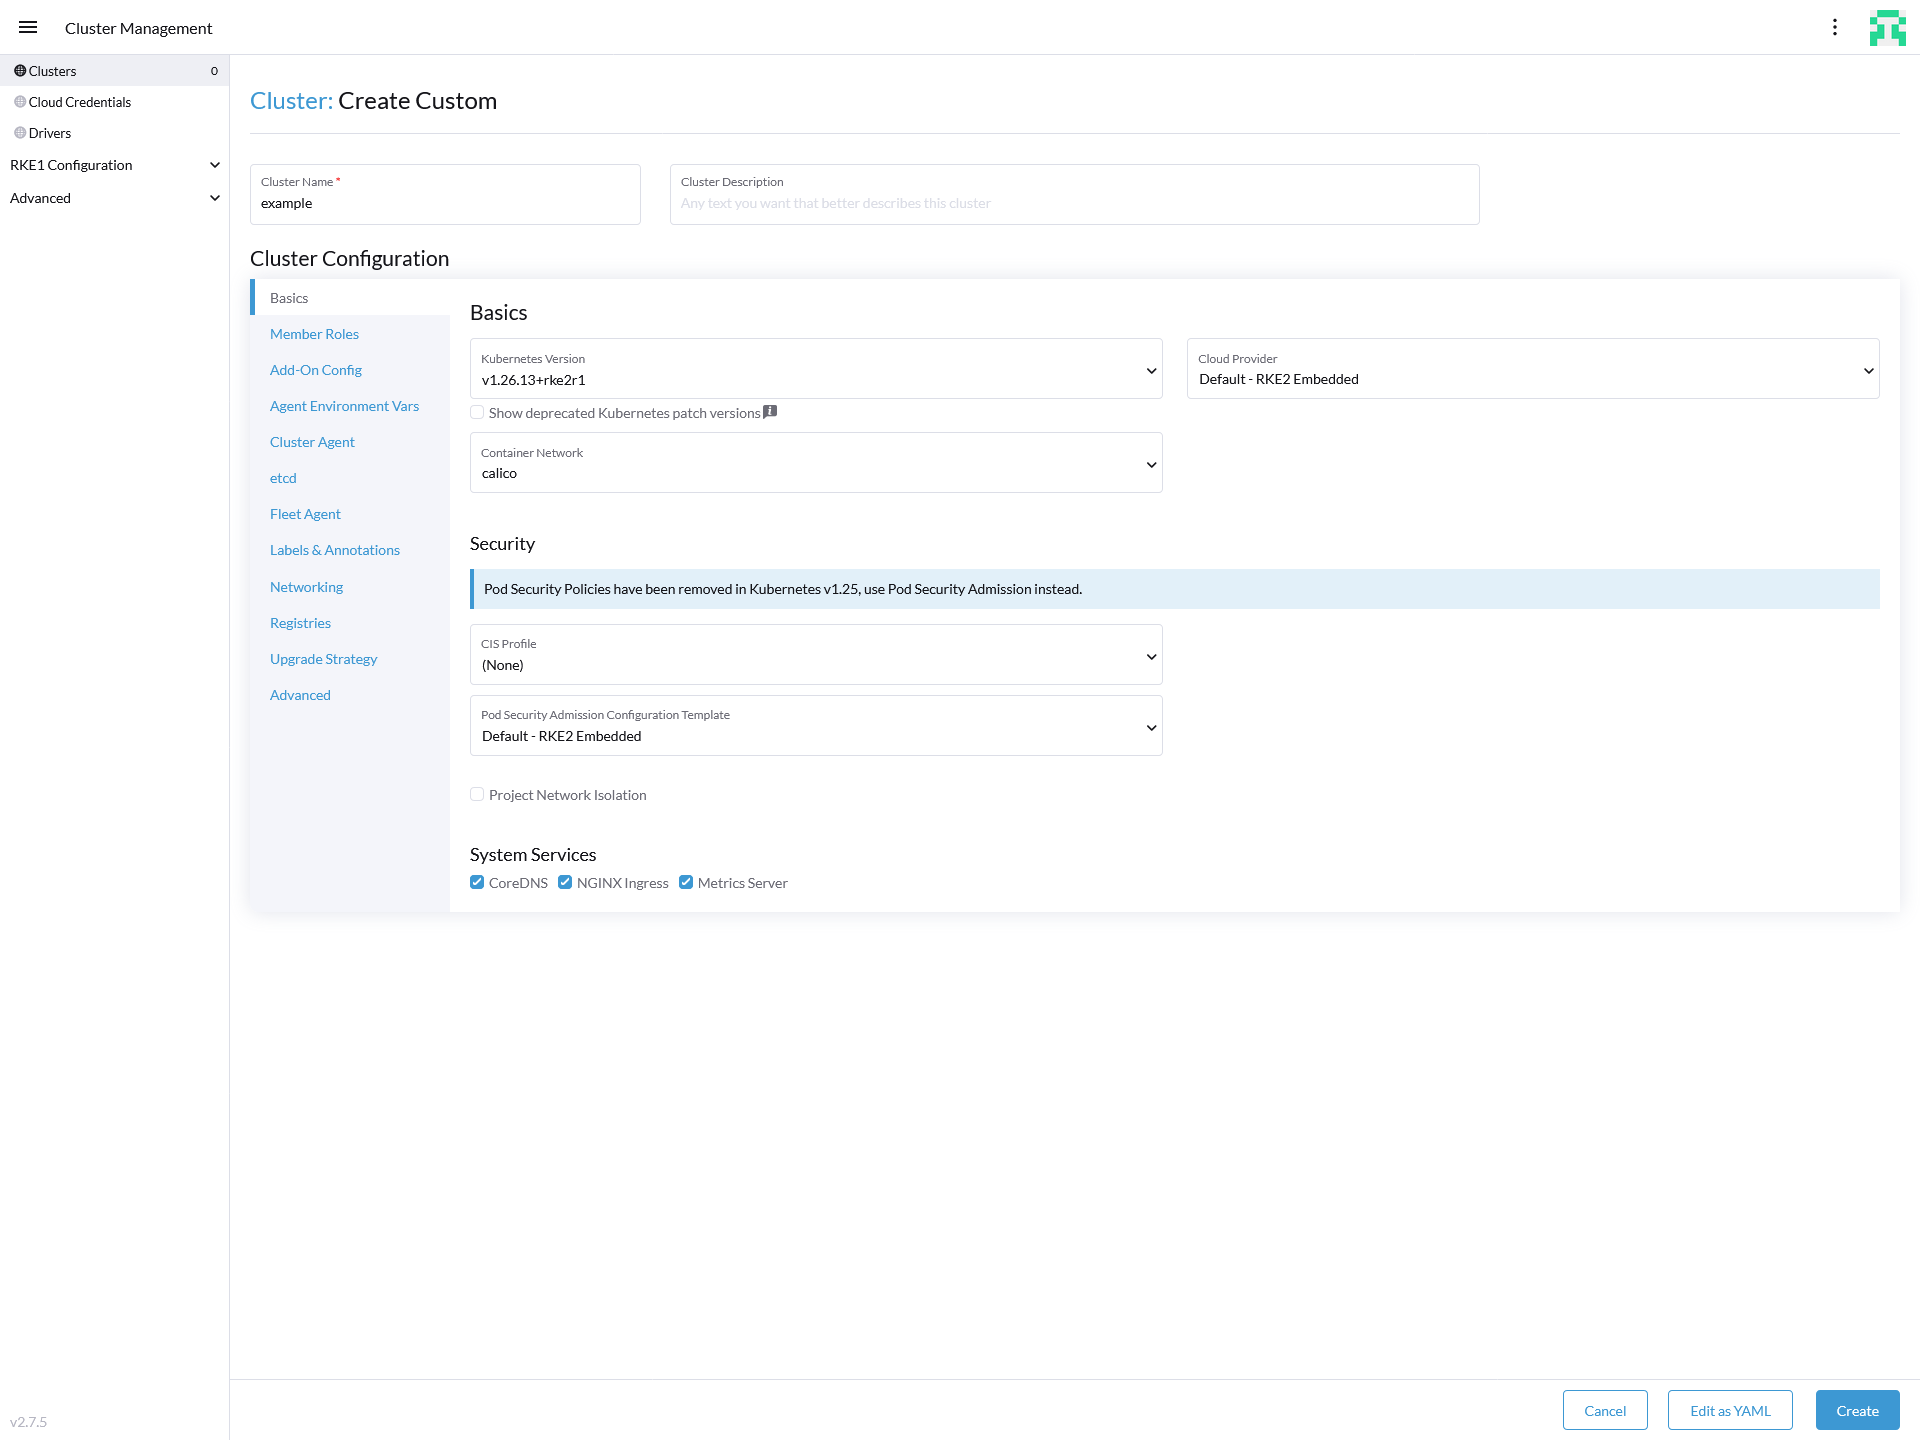 Cluster Management
Clusters 0
Cloud Credentials
Drivers
RKE1 Configuration
Advanced
v2.7.5
Cluster: Create Custom
Cluster Name *
example
Cluster Description
Any text you want that better describes this cluster
Cluster Configuration
Basics
Member Roles
Add-On Config
Agent Environment Vars
Cluster Agent
etcd
Fleet Agent
Labels & Annotations
Networking
Registries
Upgrade Strategy
Advanced
Basics
Kubernetes Version
v1.26.13+rke2r1
Cloud Provider
Default - RKE2 Embedded
Show deprecated Kubernetes patch versions
Container Network
calico
Security
Pod Security Policies have been removed in Kubernetes v1.25, use Pod Security Admission instead.
CIS Profile
(None)
Pod Security Admission Configuration Template
Default - RKE2 Embedded
Project Network Isolation
System Services
CoreDNS NGINX Ingress Metrics Server
Cancel Edit as YAML Create